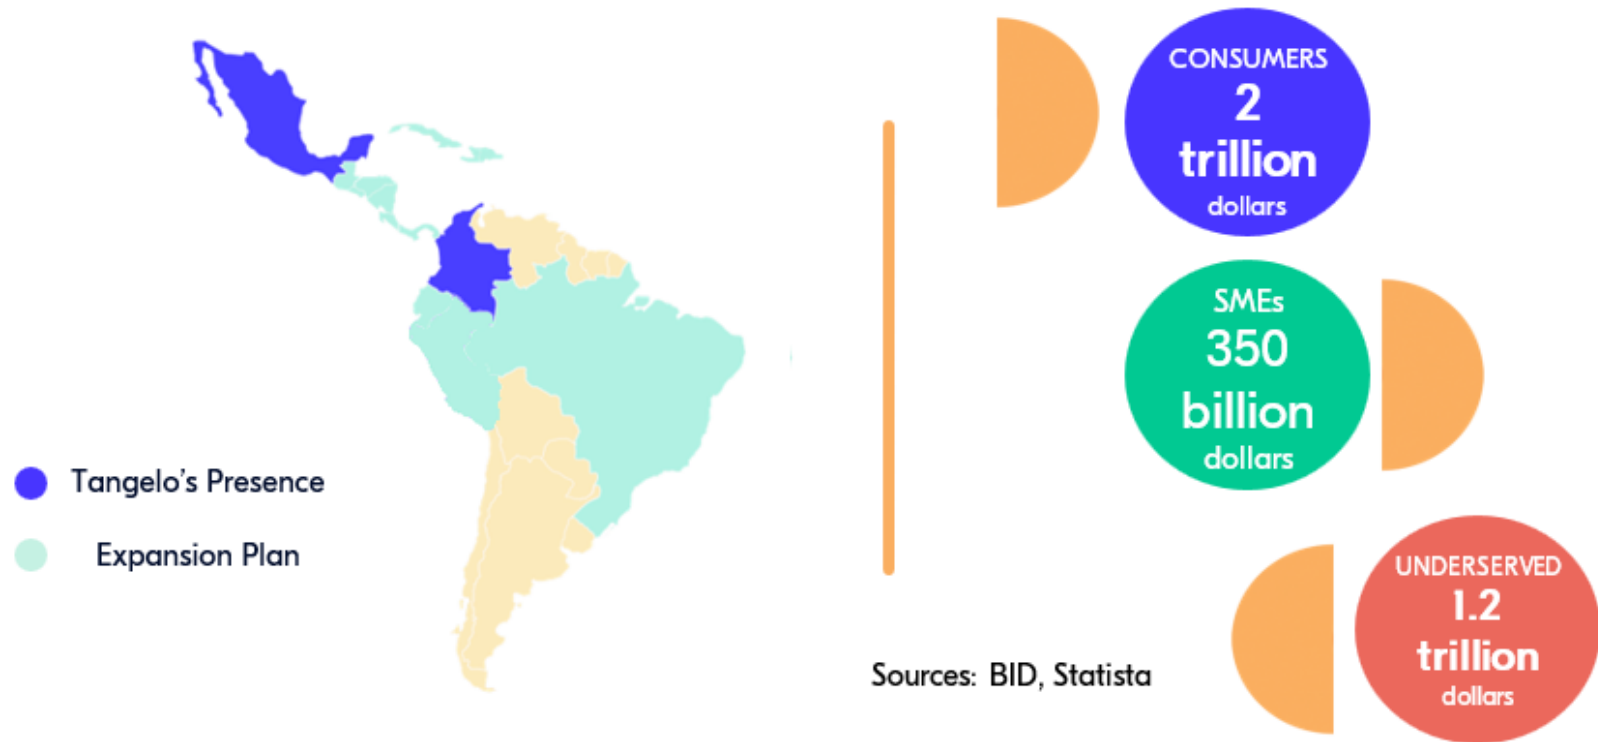 Tangelo's Presence
Expansion Plan
CONSUMERS
2
trillion
dollars
SMEs
350
billion
dollars
UNDERSERVED
1.2
trillion
dollars
Sources: BID, Statista